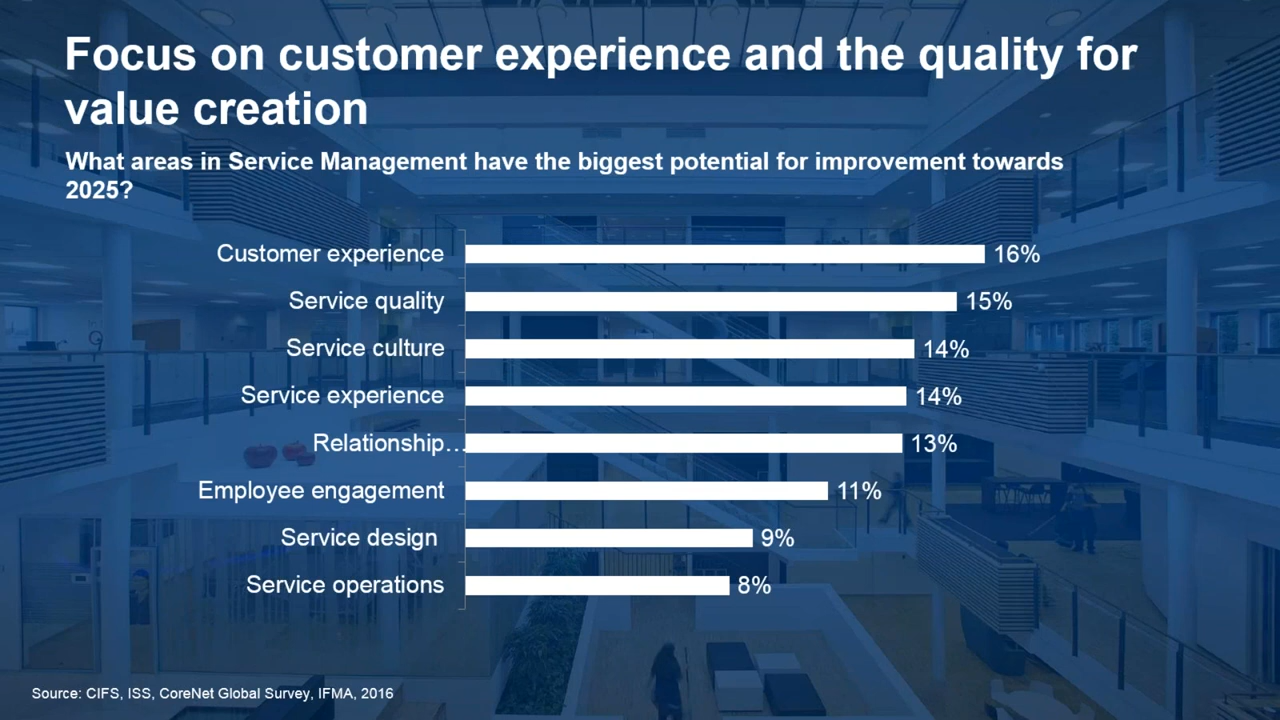 Focus on customer experience and the quality for
value creation
What areas in Service Management have the biggest potential for improvement towards
2025?
Customer experience 16%
Service quality 15%
Service culture 14%
Service experience 14%
Relationship… 13%
Employee engagement 11%
Service design 9%
Service operations 8%
Source: CIFS, ISS, CoreNet Global Survey, IFMA, 2016